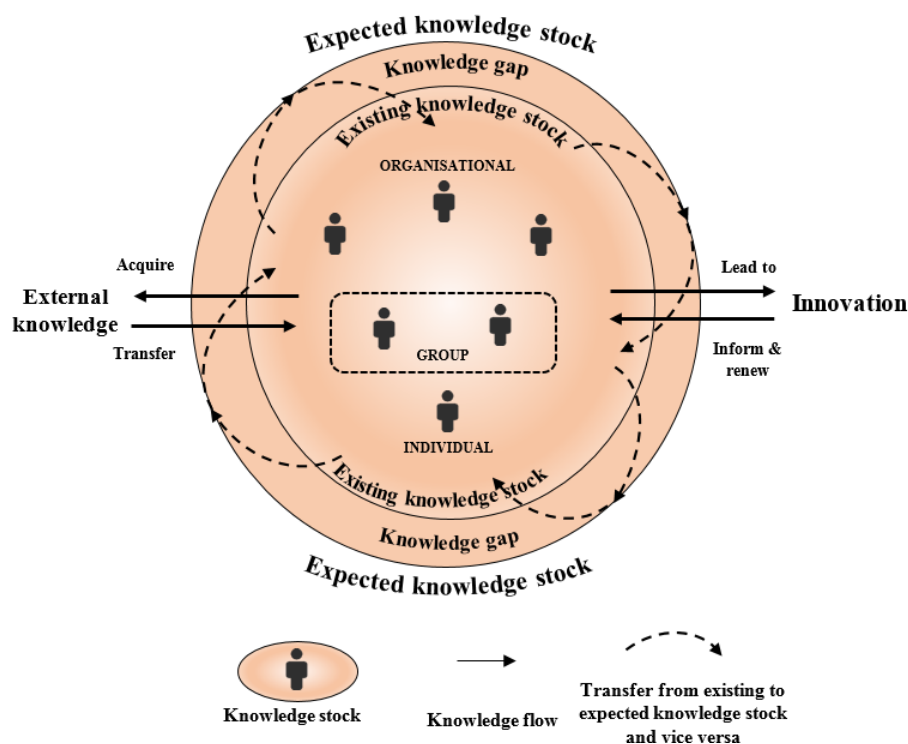 Expected knowledge stock
Knowledge gap
Existing knowledge stock
ORGANISATIONAL
Acquire
External
knowledge
Transfer
Lead to
Innovation
Inform &
renew
GROUP
INDIVIDUAL
Existing knowledge stock
Knowledge gap
Expected knowledge stock
Knowledge stock
Knowledge flow
Transfer from existing to
expected knowledge stock
and vice versa